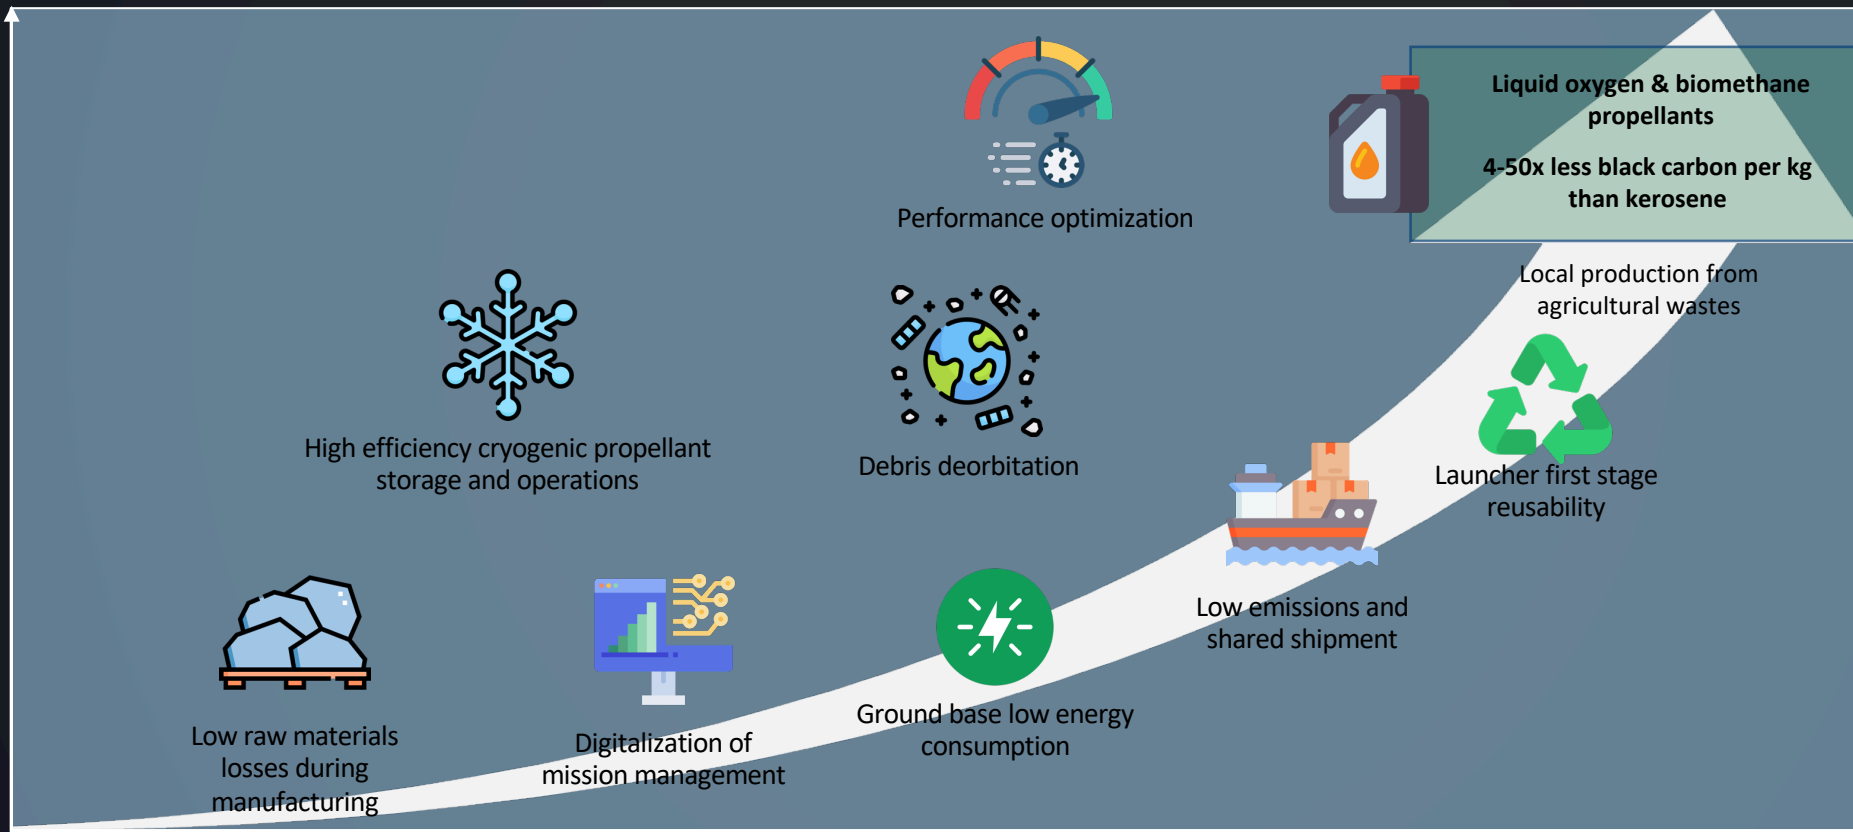 Liquid oxygen & biomethane
propellants
4-50x less black carbon per kg
than kerosene
Performance optimization
Local production from
agricultural wastes
High efficiency cryogenic propellant
storage and operations
Debris deorbitation
Launcher first stage
reusability
Low emissions and
shared shipment
Ground base low energy
consumption
Low raw materials
losses during
manufacturing
Digitalization of
mission management